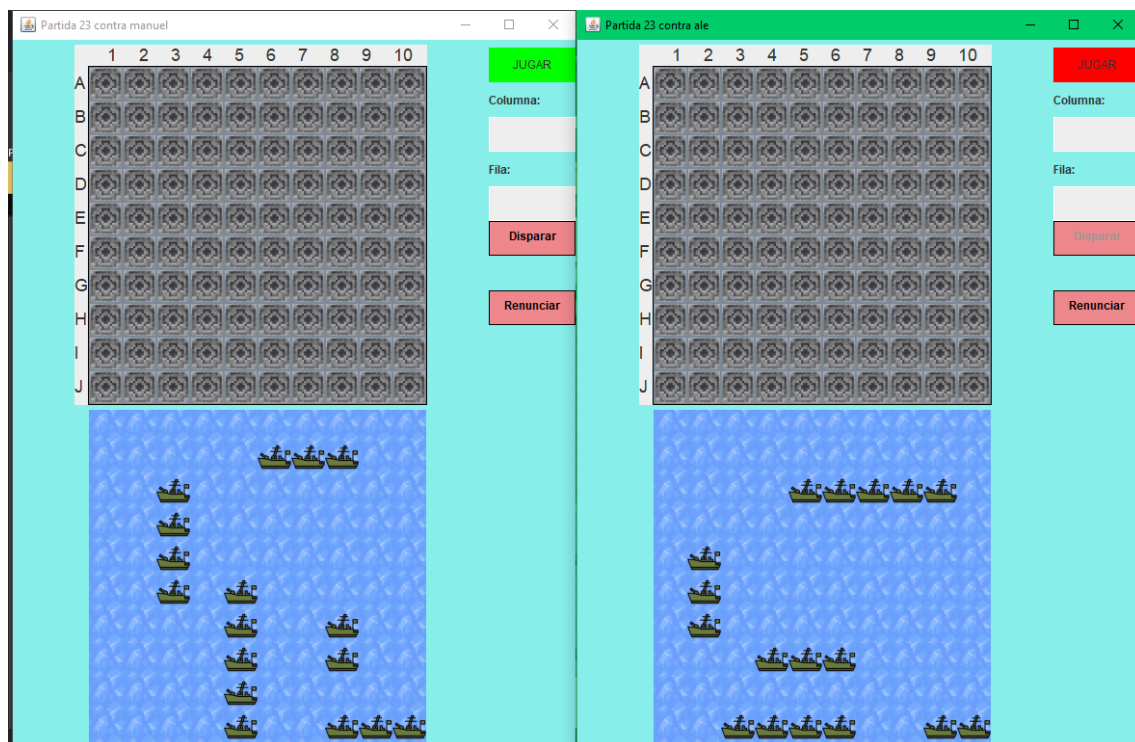 Partida 23 contra manuel
1 2 3 4 5 6 7 8 9 10
A
B
C
D
E
F
G
H
I
J
JUGAR
Columna:
Fila:
Disparar
Renunciar
Partida 23 contra ale
1 2 3 4 5 6 7 8 9 10
A
B
C
D
E
F
G
H
I
J
JUGAR
Columna:
Fila:
Disparar
Renunciar